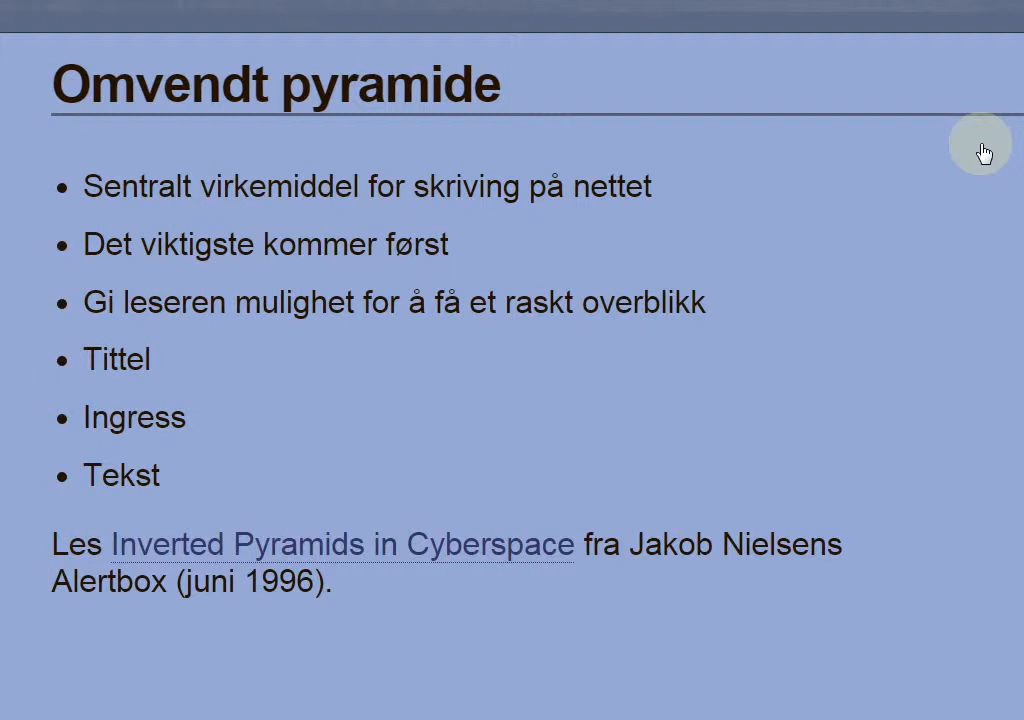 Omvendt pyramide
Sentralt virkemiddel for skriving på nettet
Det viktigste kommer først
Gi leseren mulighet for å få et raskt overblikk
Tittel
Ingress
Tekst
Les Inverted Pyramids in Cyberspace fra Jakob Nielsens
Alertbox (juni 1996).